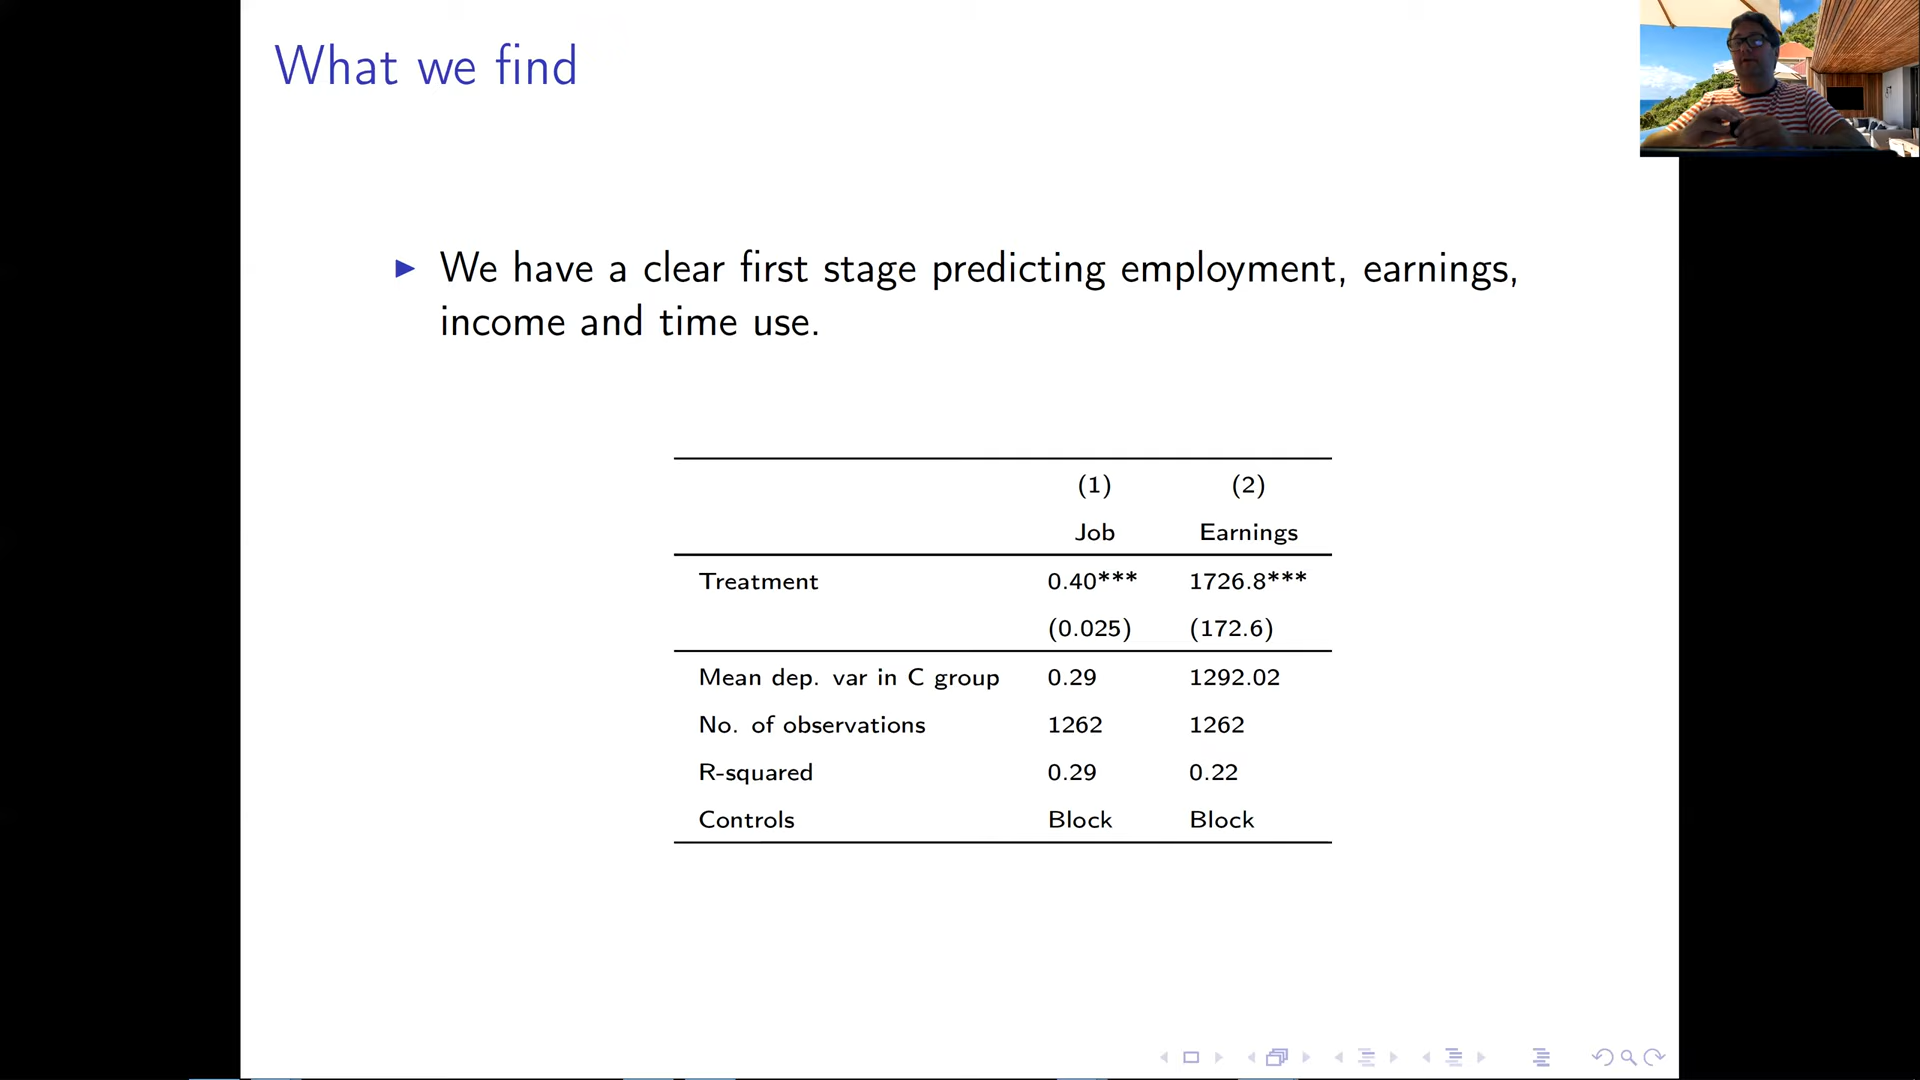 What we find
▶ We have a clear first stage predicting employment, earnings,
income and time use.
(1) (2)
Job Earnings
Treatment 0.40*** 1726.8***
(0.025) (172.6)
Mean dep. var in C group 0.29 1292.02
No. of observations 1262 1262
R-squared 0.29 0.22
Controls Block Block